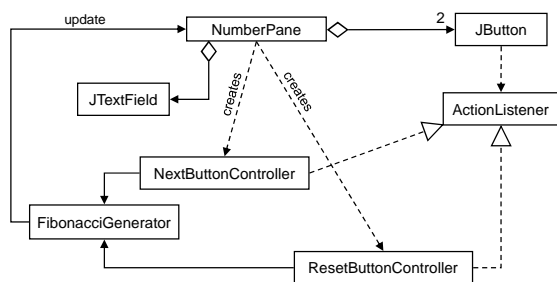 update
NumberPane
2
JButton
JTextField
creates
creates
ActionListener
NextButtonController
FibonacciGenerator
ResetButtonController